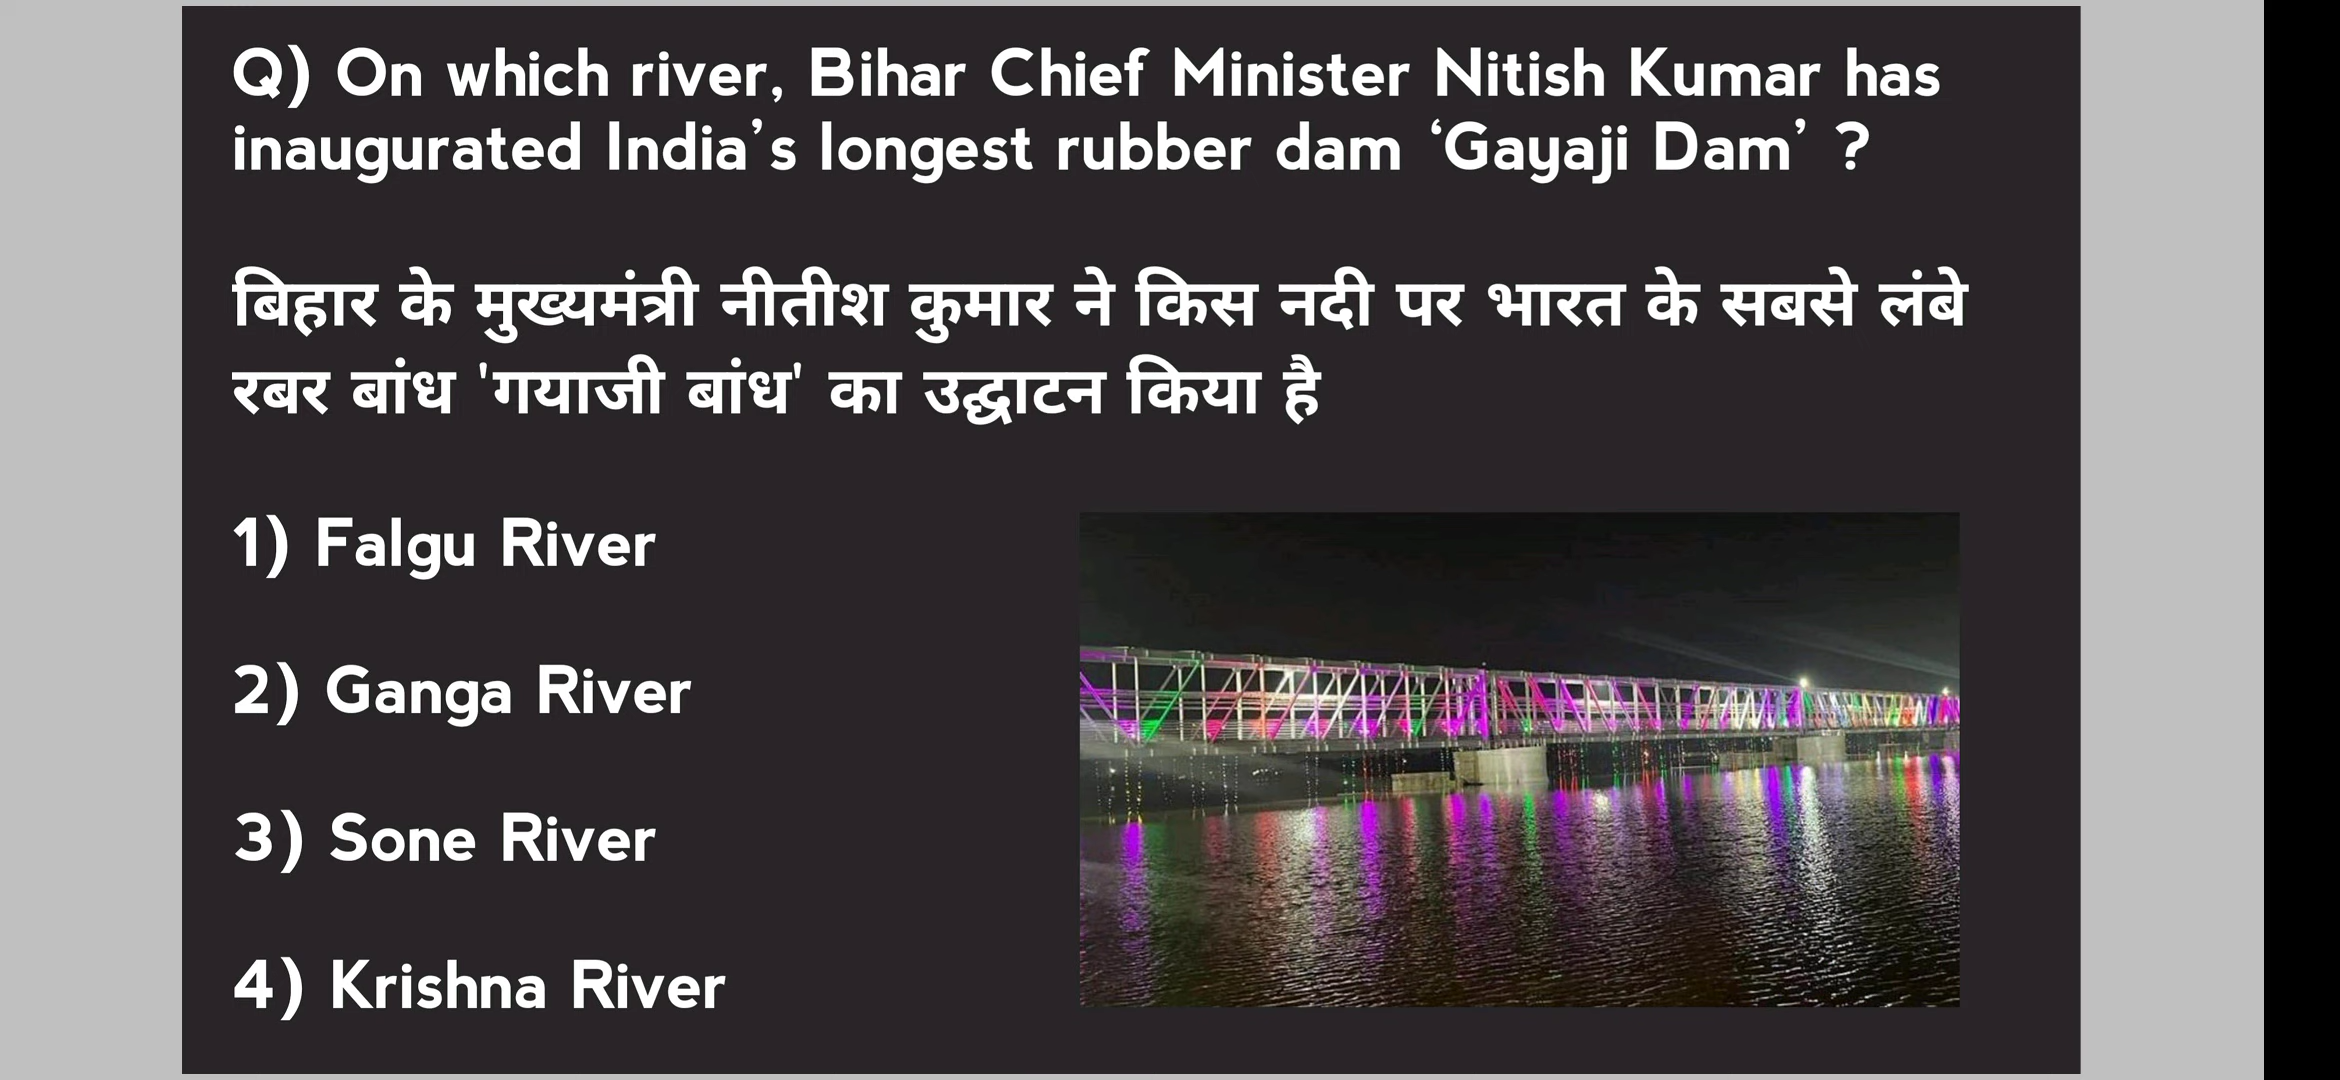 Q) On which river, Bihar Chief Minister Nitish Kumar has
inaugurated India’s longest rubber dam ‘Gayaji Dam’ ?
बिहार के मुख्यमंत्री नीतीश कुमार ने किस नदी पर भारत के सबसे लंबे
रबर बांध 'गयाजी बांध' का उद्घाटन किया है
1) Falgu River
2) Ganga River
3) Sone River
4) Krishna River